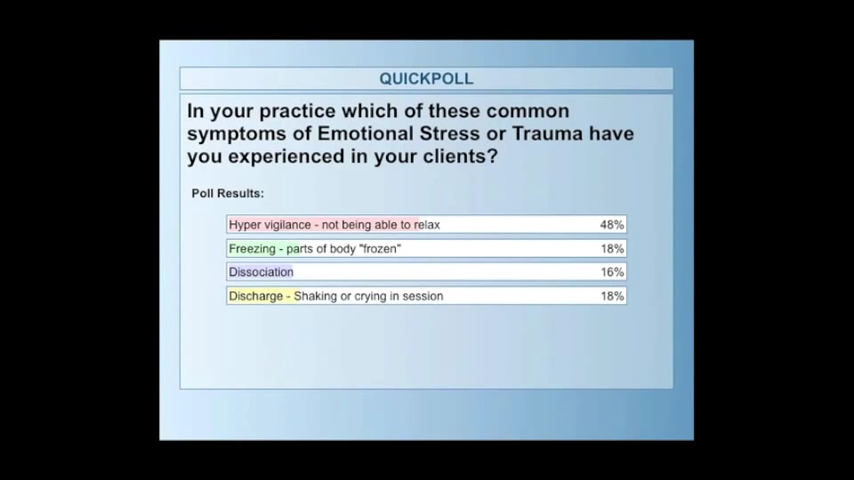 QUICKPOLL
In your practice which of these common
symptoms of Emotional Stress or Trauma have
you experienced in your clients?
Poll Results:
Hyper vigilance - not being able to relax 48%
Freezing - parts of body "frozen" 18%
Dissociation 16%
Discharge - Shaking or crying in session 18%